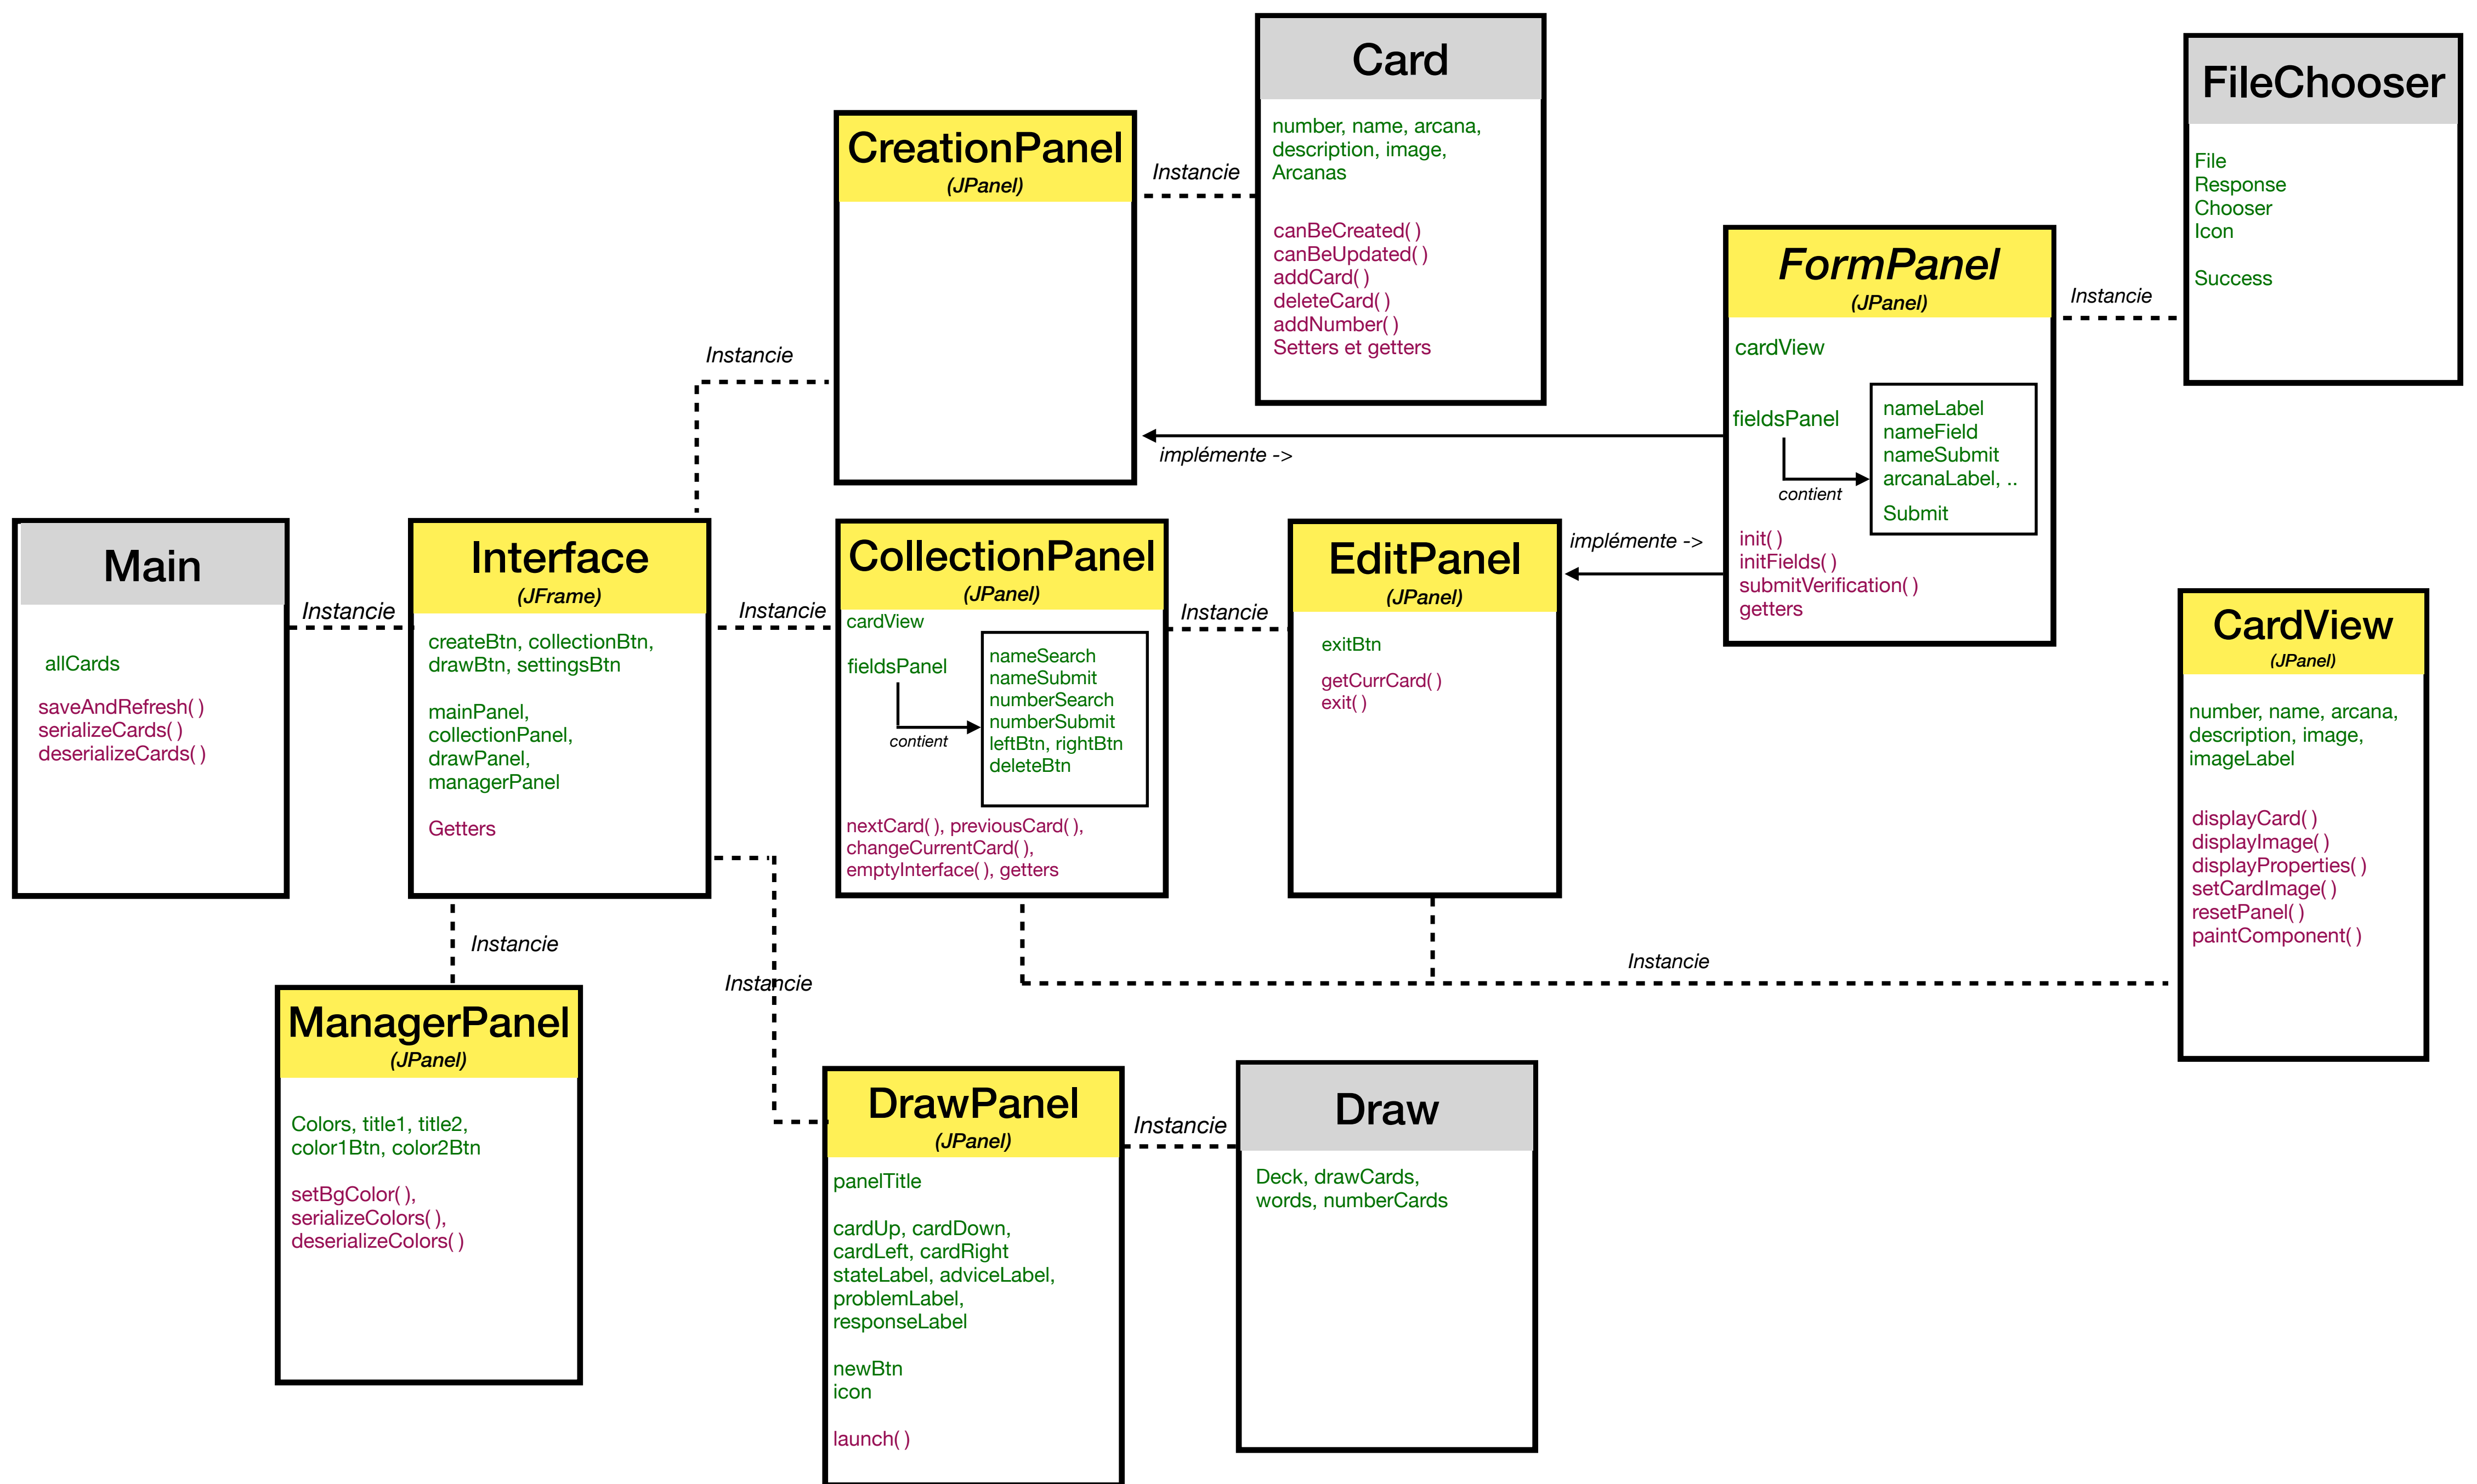 Card
number, name, arcana,
description, image,
Arcanas
canBeCreated( )
canBeUpdated( )
addCard( )
deleteCard( )
addNumber( )
Setters et getters
FileChooser
File
Response
Chooser
Icon
Success
CreationPanel
(JPanel)
Instancie
FormPanel
(JPanel)
cardView
fieldsPanel
contient
nameLabel
nameField
nameSubmit
arcanaLabel, ..
Submit
init( )
initFields( )
submitVerification( )
getters
Instancie
Instancie
implémente ->
implémente ->
Main
allCards
saveAndRefresh( )
serializeCards( )
deserializeCards( )
Instancie
Interface
(JFrame)
createBtn, collectionBtn,
drawBtn, settingsBtn
mainPanel,
collectionPanel,
drawPanel,
managerPanel
Getters
Instancie
CollectionPanel
(JPanel)
cardView
fieldsPanel
contient
nameSearch
nameSubmit
numberSearch
numberSubmit
leftBtn, rightBtn
deleteBtn
nextCard( ), previousCard( ),
changeCurrentCard( ),
emptyInterface( ), getters
Instancie
EditPanel
(JPanel)
exitBtn
getCurrCard( )
exit( )
CardView
(JPanel)
number, name, arcana,
description, image,
imageLabel
displayCard( )
displayImage( )
displayProperties( )
setCardImage( )
resetPanel( )
paintComponent( )
Instancie
Instancie
Instancie
ManagerPanel
(JPanel)
Colors, title1, title2,
color1Btn, color2Btn
setBgColor( ),
serializeColors( ),
deserializeColors( )
DrawPanel
(JPanel)
panelTitle
cardUp, cardDown,
cardLeft, cardRight
stateLabel, adviceLabel,
problemLabel,
responseLabel
newBtn
icon
launch( )
Instancie
Draw
Deck, drawCards,
words, numberCards